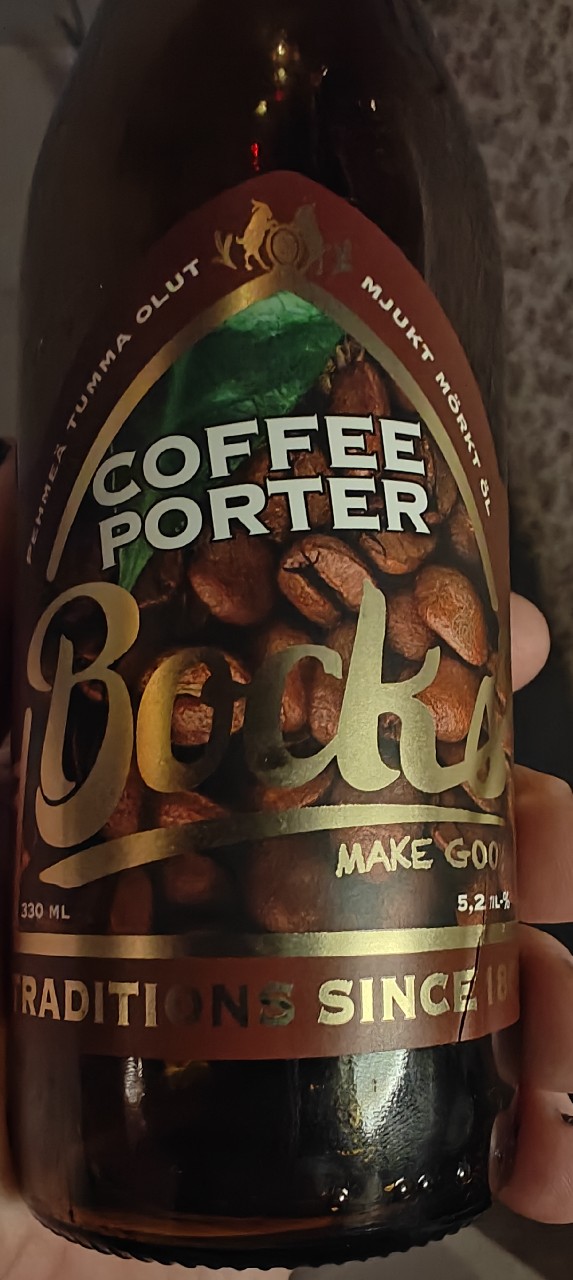 PEHMEÄ TUMMA OLUT
MJUKT MÖRKT ÖL
COFFEE
PORTER
Bocks
MAKE GOO
330 ML
5,2 TIL-%
TRADITIONS SINCE 18